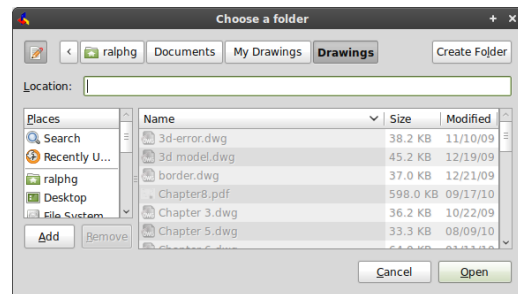 Choose a folder
ralphg Documents My Drawings Drawings Create Folder
Location:
Places Name Size Modified
Search 3d-error.dwg 38.2 KB 11/10/09
Recently U... 3d model.dwg 45.2 KB 12/19/09
ralphg border.dwg 37.0 KB 12/21/09
Desktop Chapter8.pdf 598.0 KB 09/17/10
File System Chapter 3.dwg 36.2 KB 10/22/09
Add Remove Chapter 5.dwg 33.3 KB 08/09/10
Cancel Open